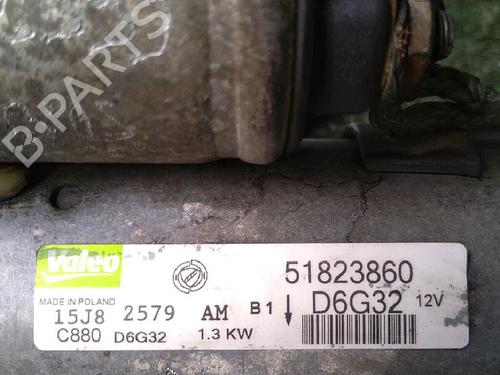 B-PARTS
Valeo
51823860
MADE IN POLAND
15J8 2579 AM B1 ↓ D6G32 12V
C880 D6G32 1.3 KW